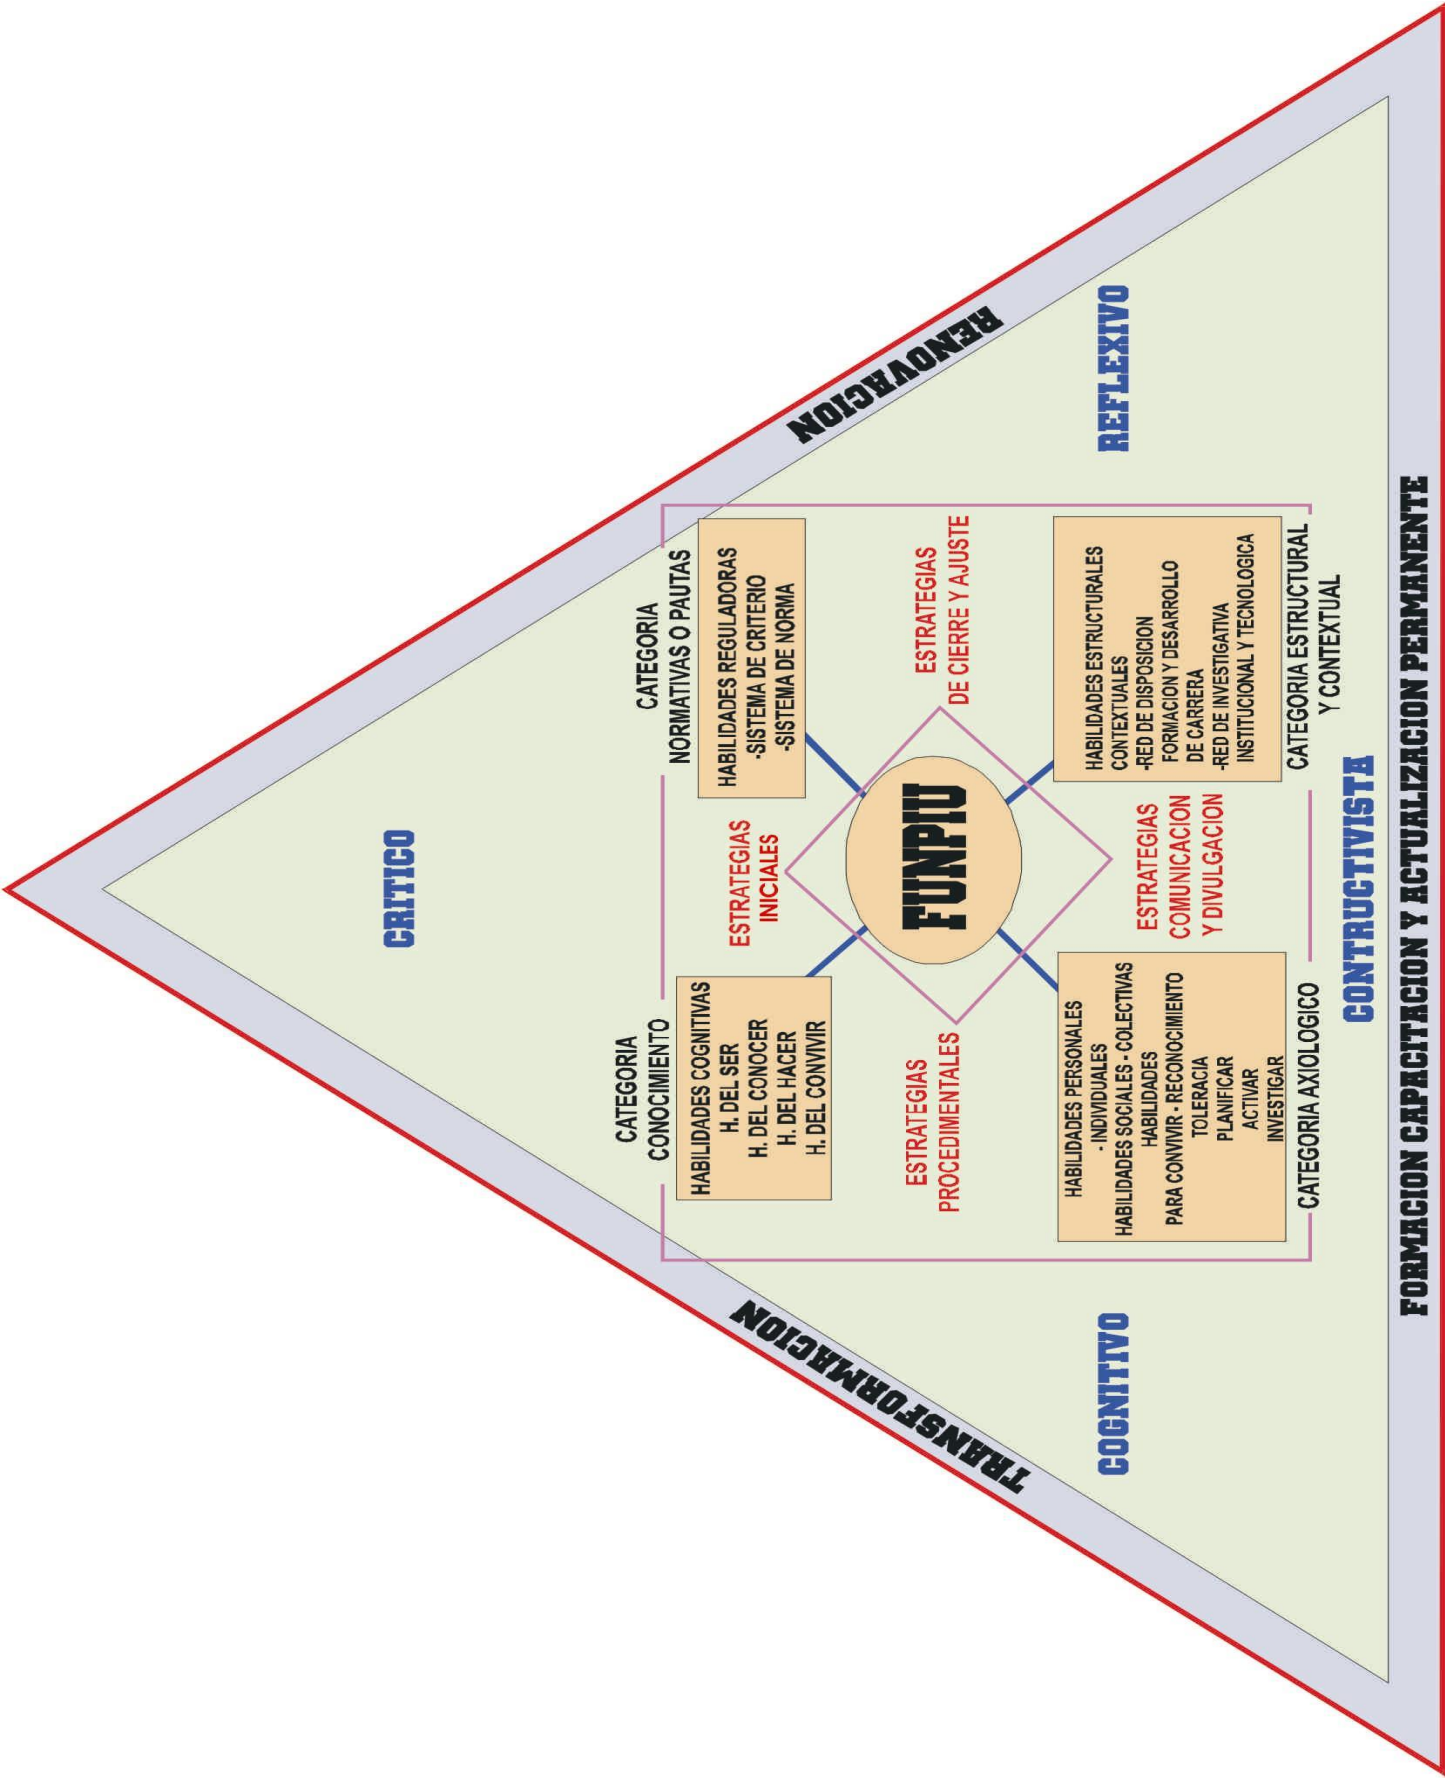 CRITICO
TRANSFORMACION
RENOVACION
CATEGORIA
CONOCIMIENTO
HABILIDADES COGNITIVAS
H. DEL SER
H. DEL CONOCER
H. DEL HACER
H. DEL CONVIVIR
ESTRATEGIAS
INICIALES
CATEGORIA
NORMATIVAS O PAUTAS
HABILIDADES REGULADORAS
-SISTEMA DE CRITERIO
-SISTEMA DE NORMA
ESTRATEGIAS
PROCEDIMENTALES
FUNPIU
ESTRATEGIAS
DE CIERRE Y AJUSTE
COGNITIVO
HABILIDADES PERSONALES
- INDIVIDUALES
HABILIDADES SOCIALES - COLECTIVAS
HABILIDADES
PARA CONVIVIR - RECONOCIMIENTO
TOLERACIA
PLANIFICAR
ACTIVAR
INVESTIGAR
CATEGORIA AXIOLOGICO
ESTRATEGIAS
COMUNICACION
Y DIVULGACION
HABILIDADES ESTRUCTURALES
CONTEXTUALES
-RED DE DISPOSICION
FORMACION Y DESARROLLO
DE CARRERA
-RED DE INVESTIGATIVA
INSTITUCIONAL Y TECNOLOGICA
CATEGORIA ESTRUCTURAL
Y CONTEXTUAL
REFLEXIVO
CONTRUCTIVISTA
FORMACION CAPACITACION Y ACTUALIZACION PERMANENTE